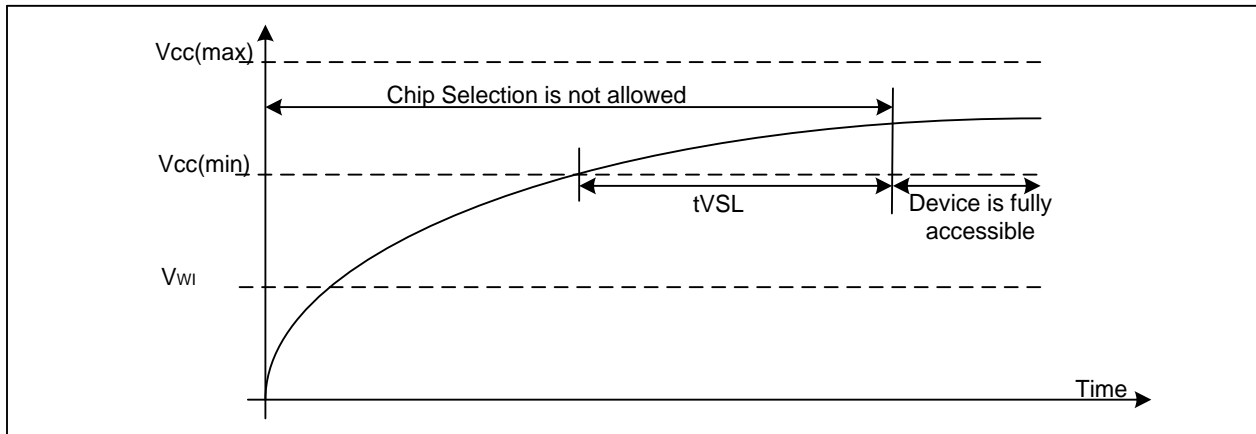 Vcc(max)
Chip Selection is not allowed
Vcc(min)
tVSL
Device is fully
accessible
VWI
Time